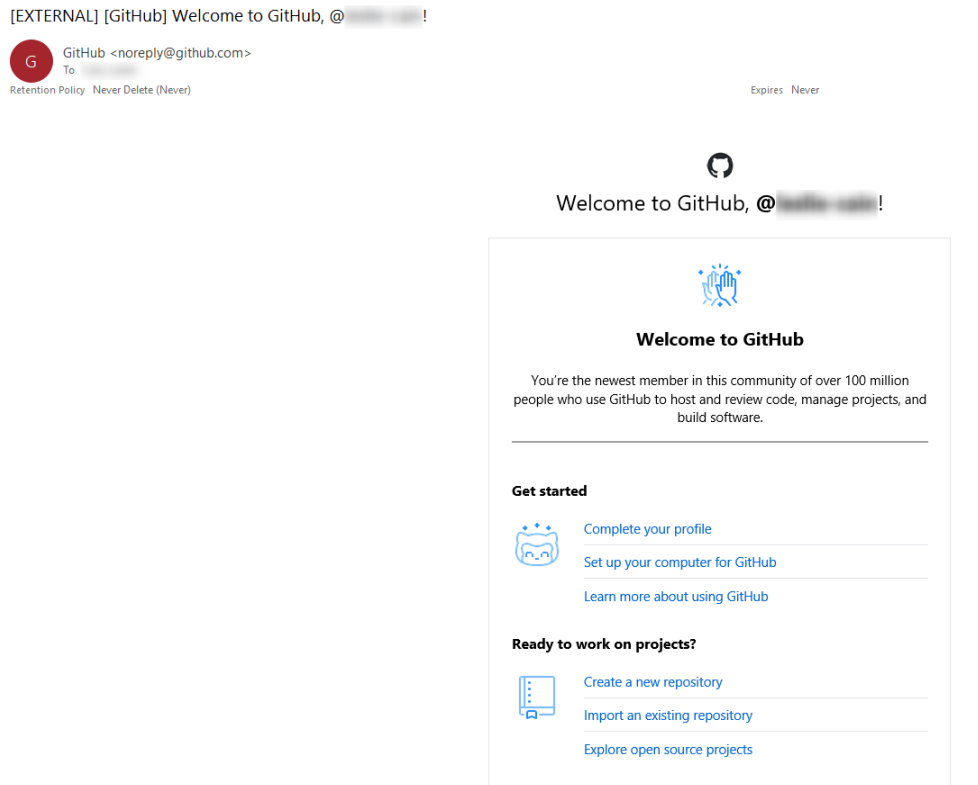 [EXTERNAL] [GitHub] Welcome to GitHub, @ !
G
GitHub <noreply@github.com>
To
Retention Policy Never Delete (Never)
Expires Never
Welcome to GitHub, @ !
Welcome to GitHub
You're the newest member in this community of over 100 million
people who use GitHub to host and review code, manage projects, and
build software.
Get started
Complete your profile
Set up your computer for GitHub
Learn more about using GitHub
Ready to work on projects?
Create a new repository
Import an existing repository
Explore open source projects